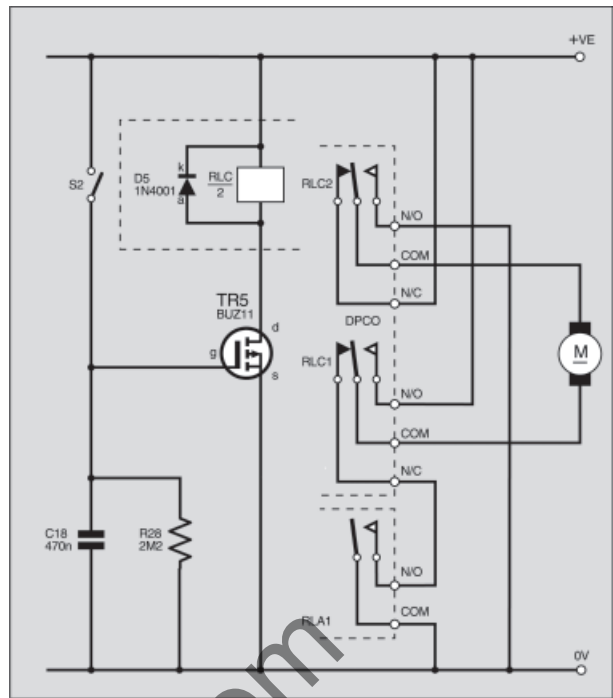 +VE
S2
D5
1N4001
k
a
RLC
2
RLC2
N/O
COM
N/C
DPCO
TR5
BUZ11
d
g
s
M
RLC1
N/O
COM
N/C
C18
470n
R28
2M2
N/O
COM
RLA1
0V
om